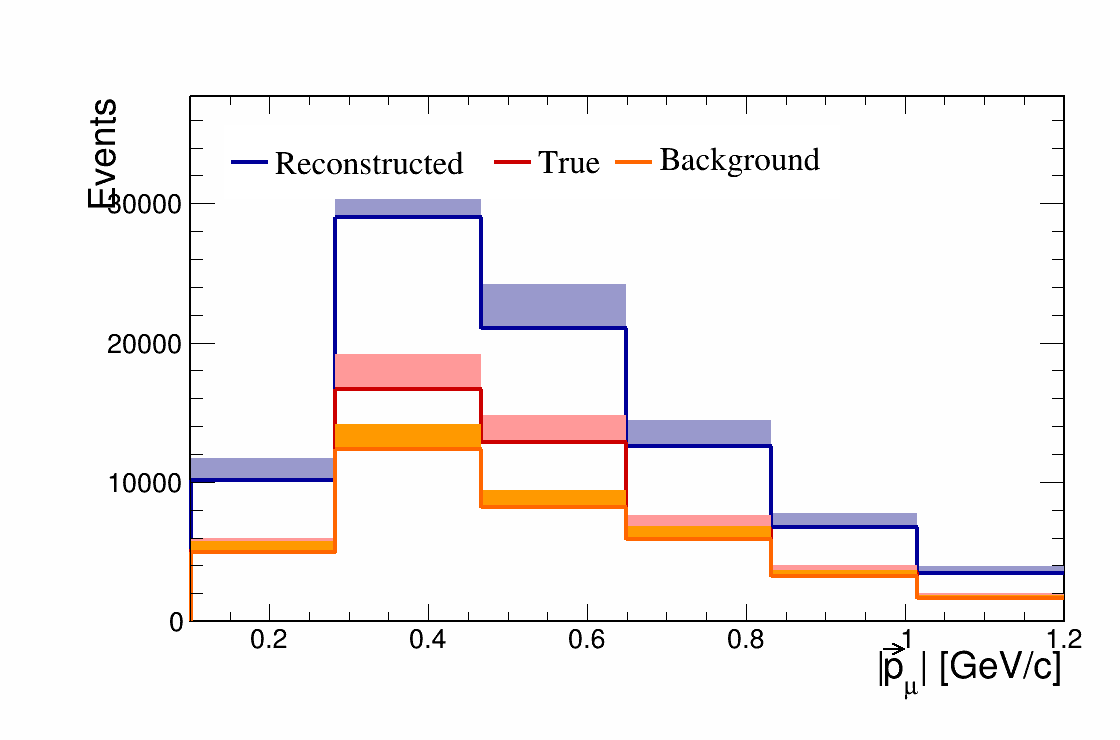 Events
Reconstructed True Background
30000
20000
10000
0
0.2 0.4 0.6 0.8 1 1.2
|p⃗μ| [GeV/c]